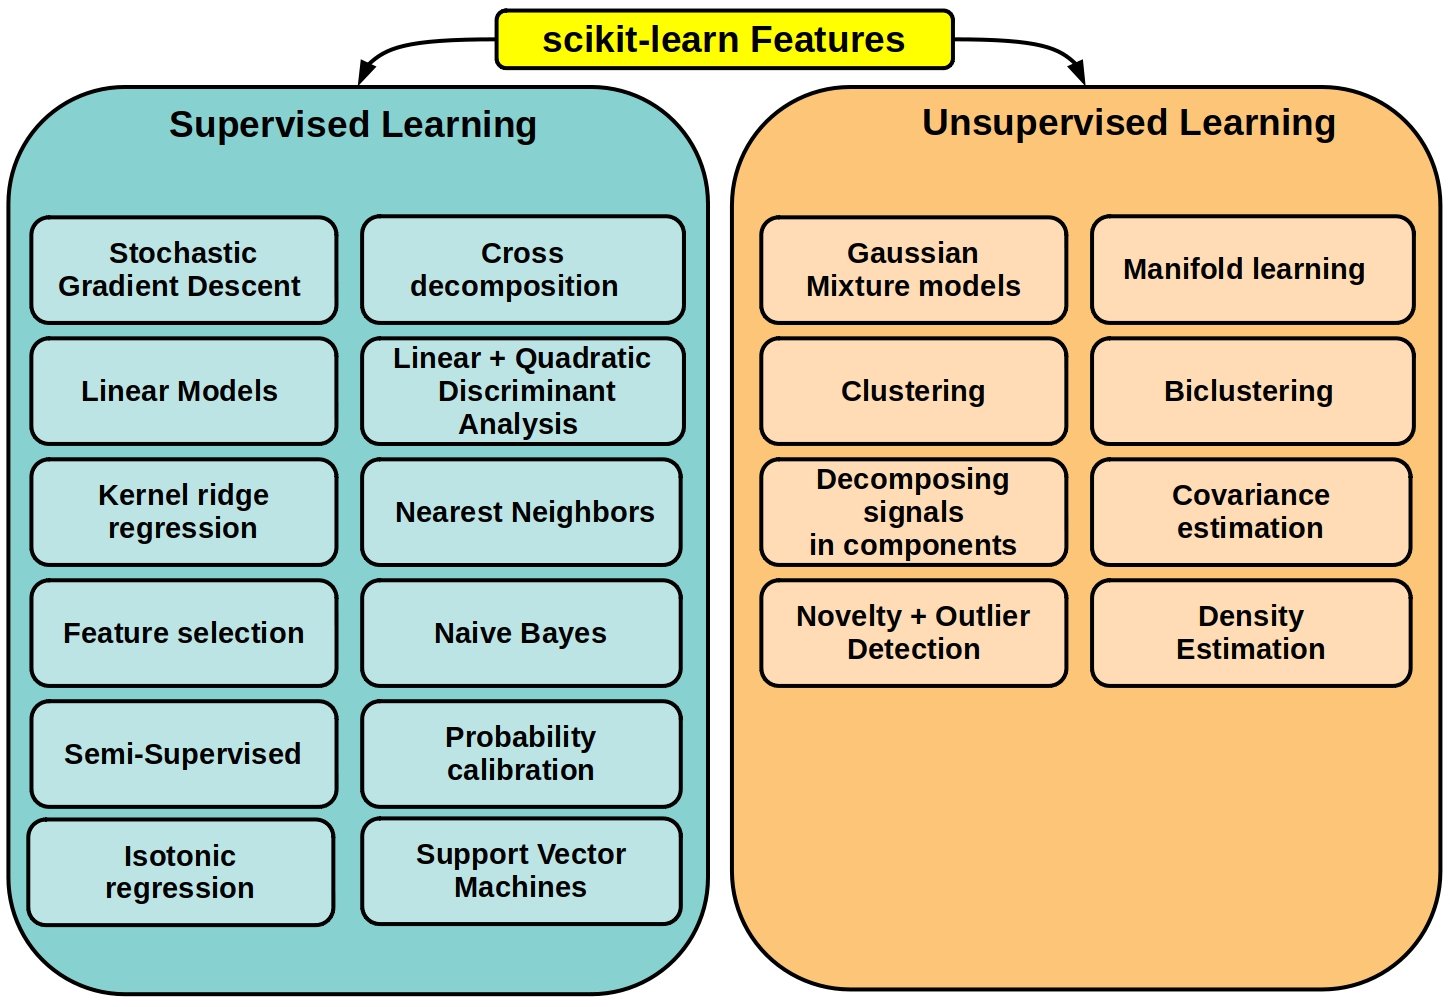 scikit-learn Features
Supervised Learning
Stochastic
Gradient Descent
Cross
decomposition
Linear Models
Linear + Quadratic
Discriminant
Analysis
Kernel ridge
regression
Nearest Neighbors
Feature selection
Naive Bayes
Semi-Supervised
Probability
calibration
Isotonic
regression
Support Vector
Machines
Unsupervised Learning
Gaussian
Mixture models
Manifold learning
Clustering
Biclustering
Decomposing
signals
in components
Covariance
estimation
Novelty + Outlier
Detection
Density
Estimation